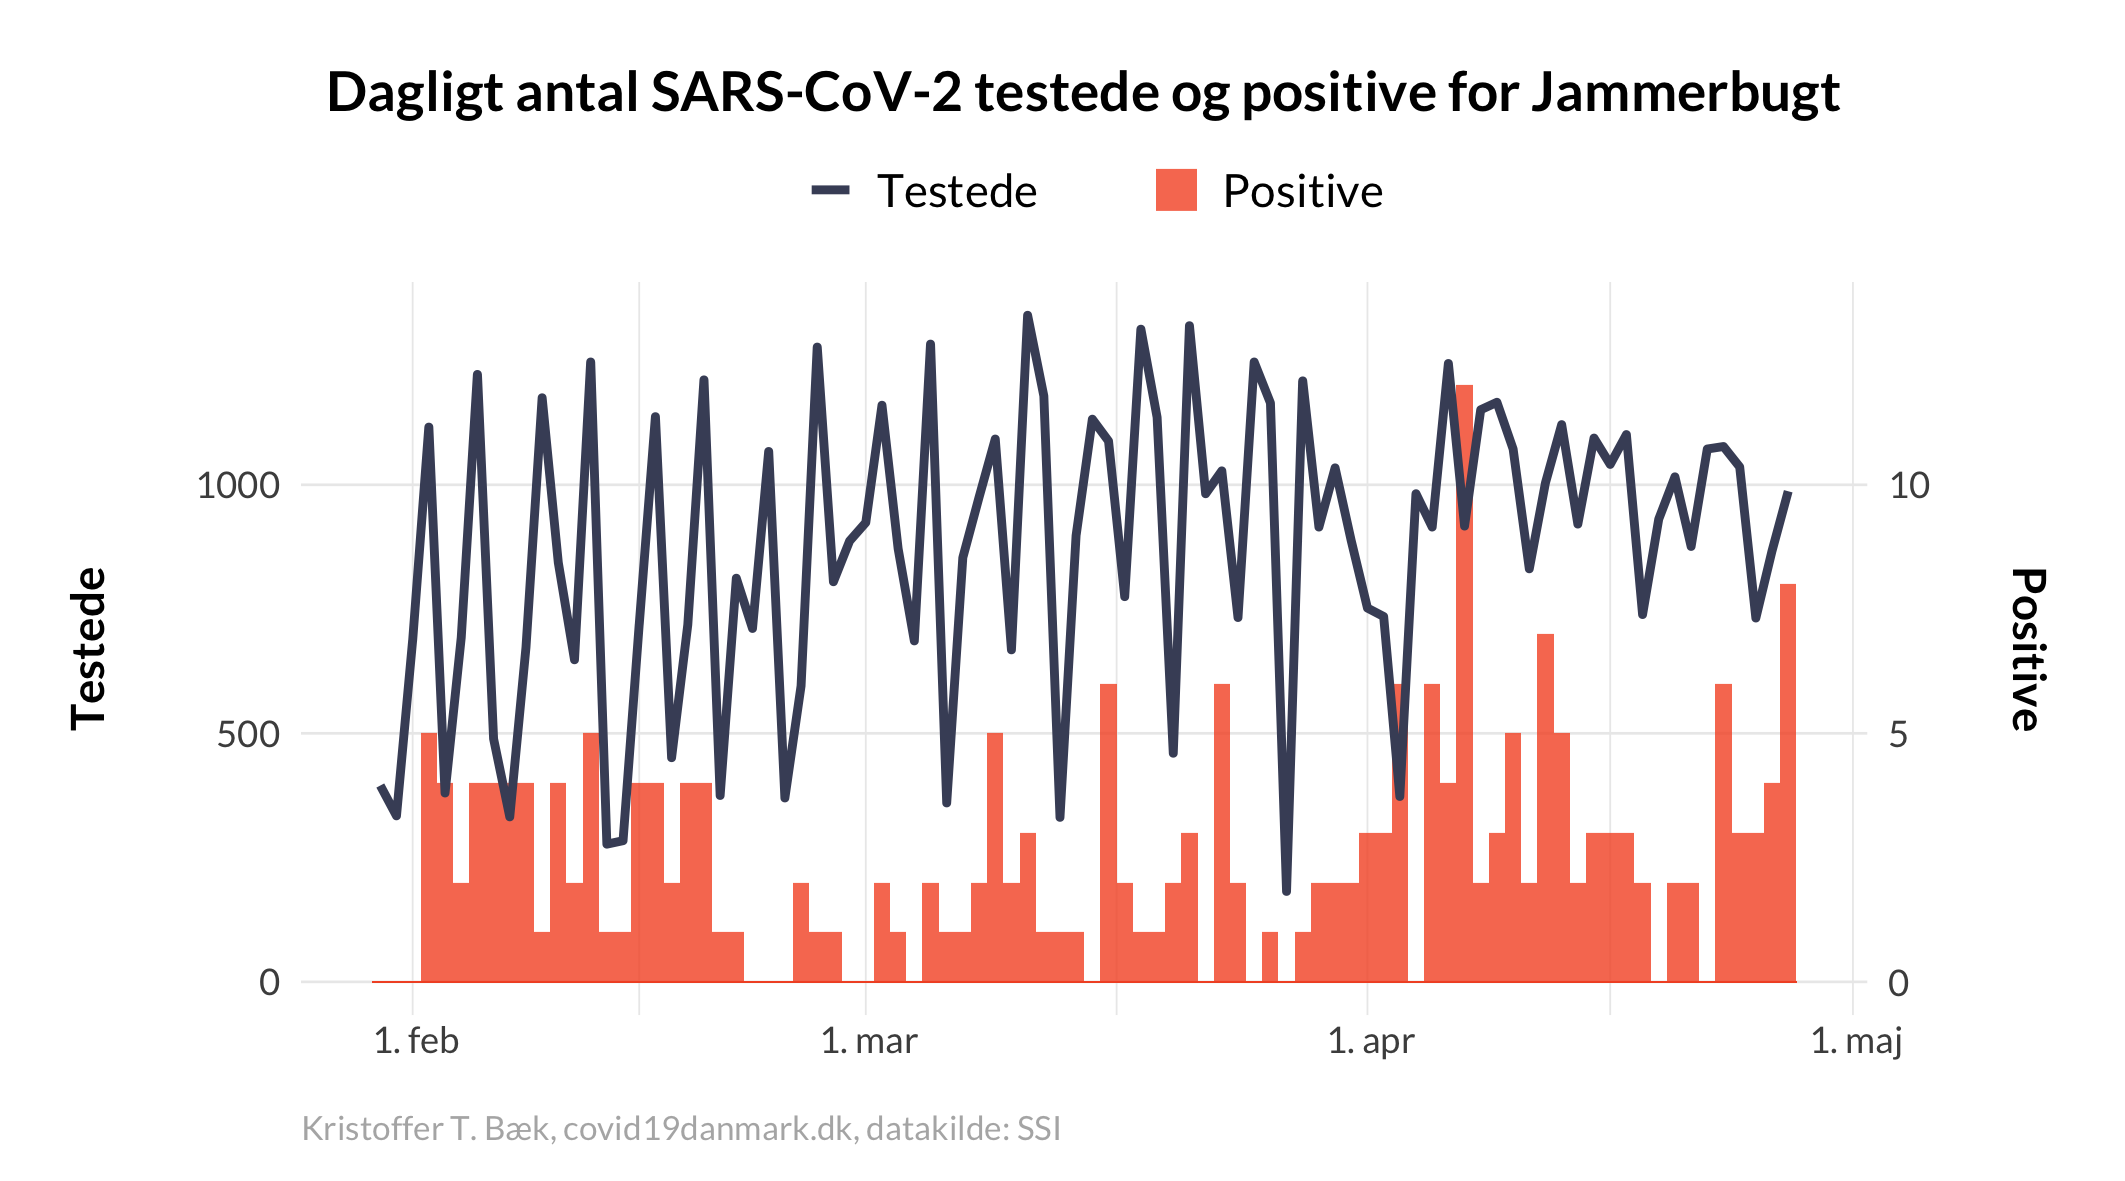 Dagligt antal SARS-CoV-2 testede og positive for Jammerbugt
Testede
Positive
1000
500
0
10
5
0
Testede
Positive
1. feb
1. mar
1. apr
1. maj
Kristoffer T. Bæk, covid19danmark.dk, datakilde: SSI